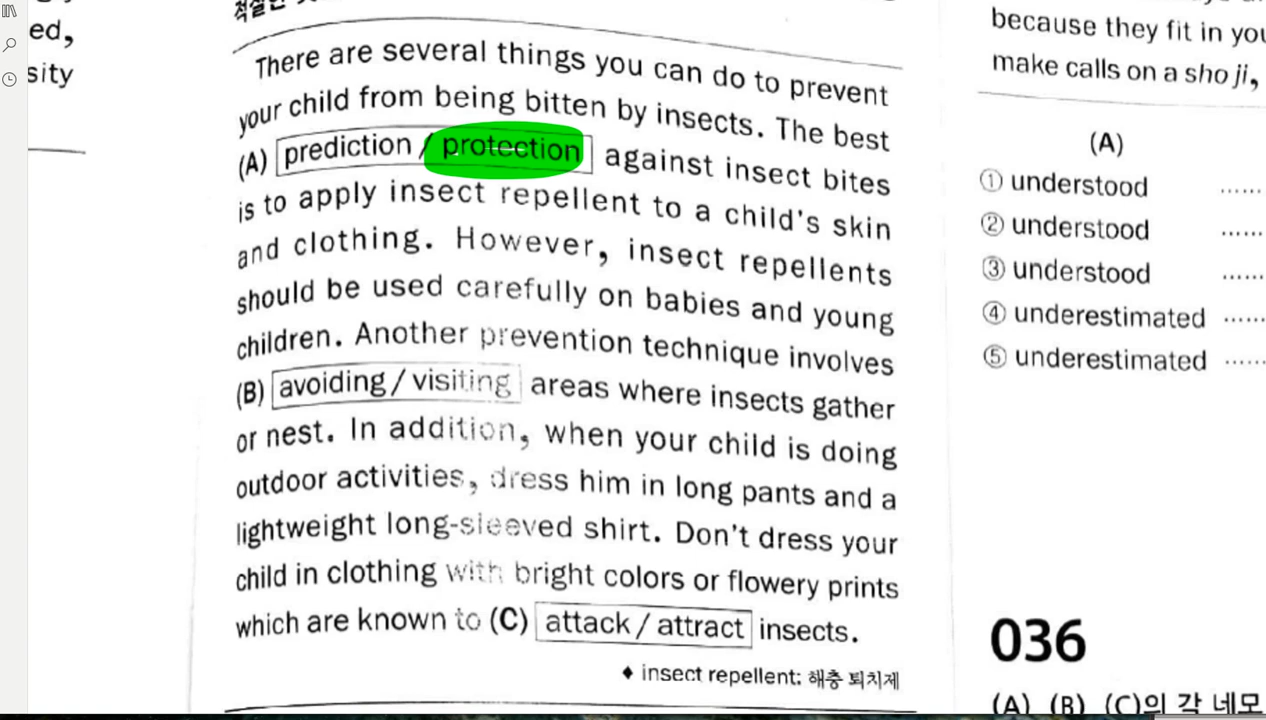 ed,
sity
There are several things you can do to prevent
your child from being bitten by insects. The best
(A) prediction / protection against insect bites
is to apply insect repellent to a child's skin
and clothing. However, insect repellents
should be used carefully on babies and young
children. Another prevention technique involves
(B) avoiding / visiting areas where insects gather
or nest. In addition, when your child is doing
outdoor activities, dress him in long pants and a
lightweight long-sleeved shirt. Don't dress your
child in clothing with bright colors or flowery prints
which are known to (C) attack / attract insects.
♦ insect repellent: 해충 퇴치제
because they fit in you
make calls on a sho ji,
(A)
① understood ......
② understood ......
③ understood ......
④ underestimated ......
⑤ underestimated ......
036
(A) (B) (C)의 각 네모